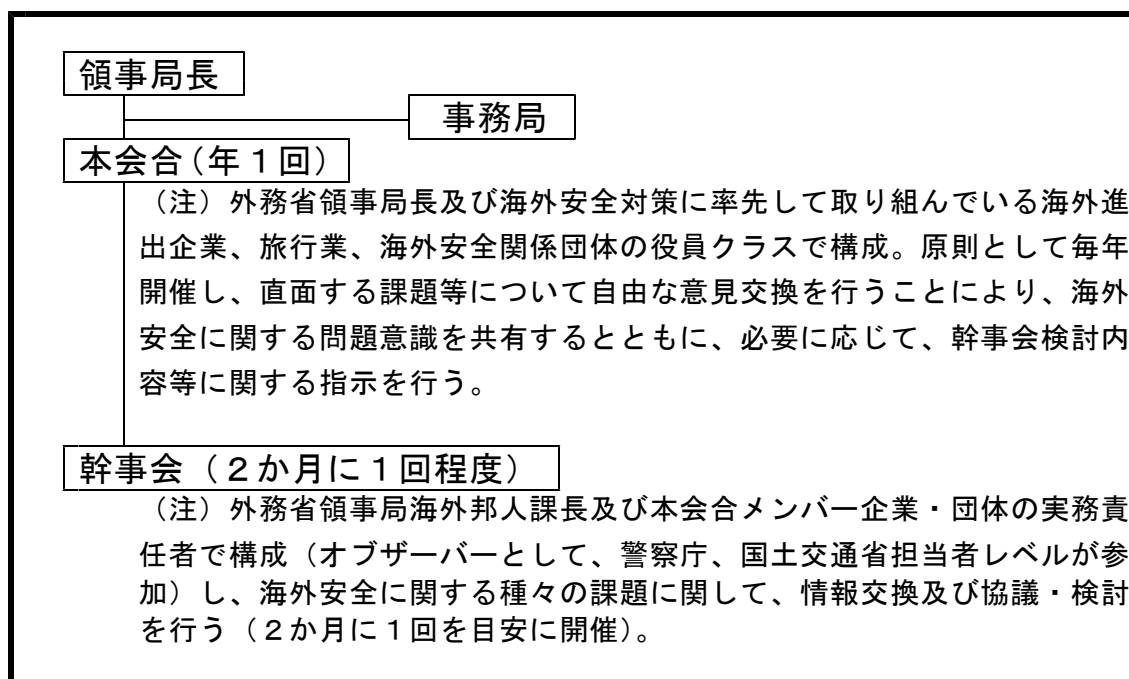 領事局長
事務局
本会合(年１回)
（注）外務省領事局長及び海外安全対策に率先して取り組んでいる海外進
出企業、旅行業、海外安全関係団体の役員クラスで構成。原則として毎年
開催し、直面する課題等について自由な意見交換を行うことにより、海外
安全に関する問題意識を共有するとともに、必要に応じて、幹事会検討内
容等に関する指示を行う。
幹事会（２か月に１回程度）
（注）外務省領事局海外邦人課長及び本会合メンバー企業・団体の実務責
任者で構成（オブザーバーとして、警察庁、国土交通省担当者レベルが参
加）し、海外安全に関する種々の課題に関して、情報交換及び協議・検討
を行う（２か月に１回を目安に開催）。